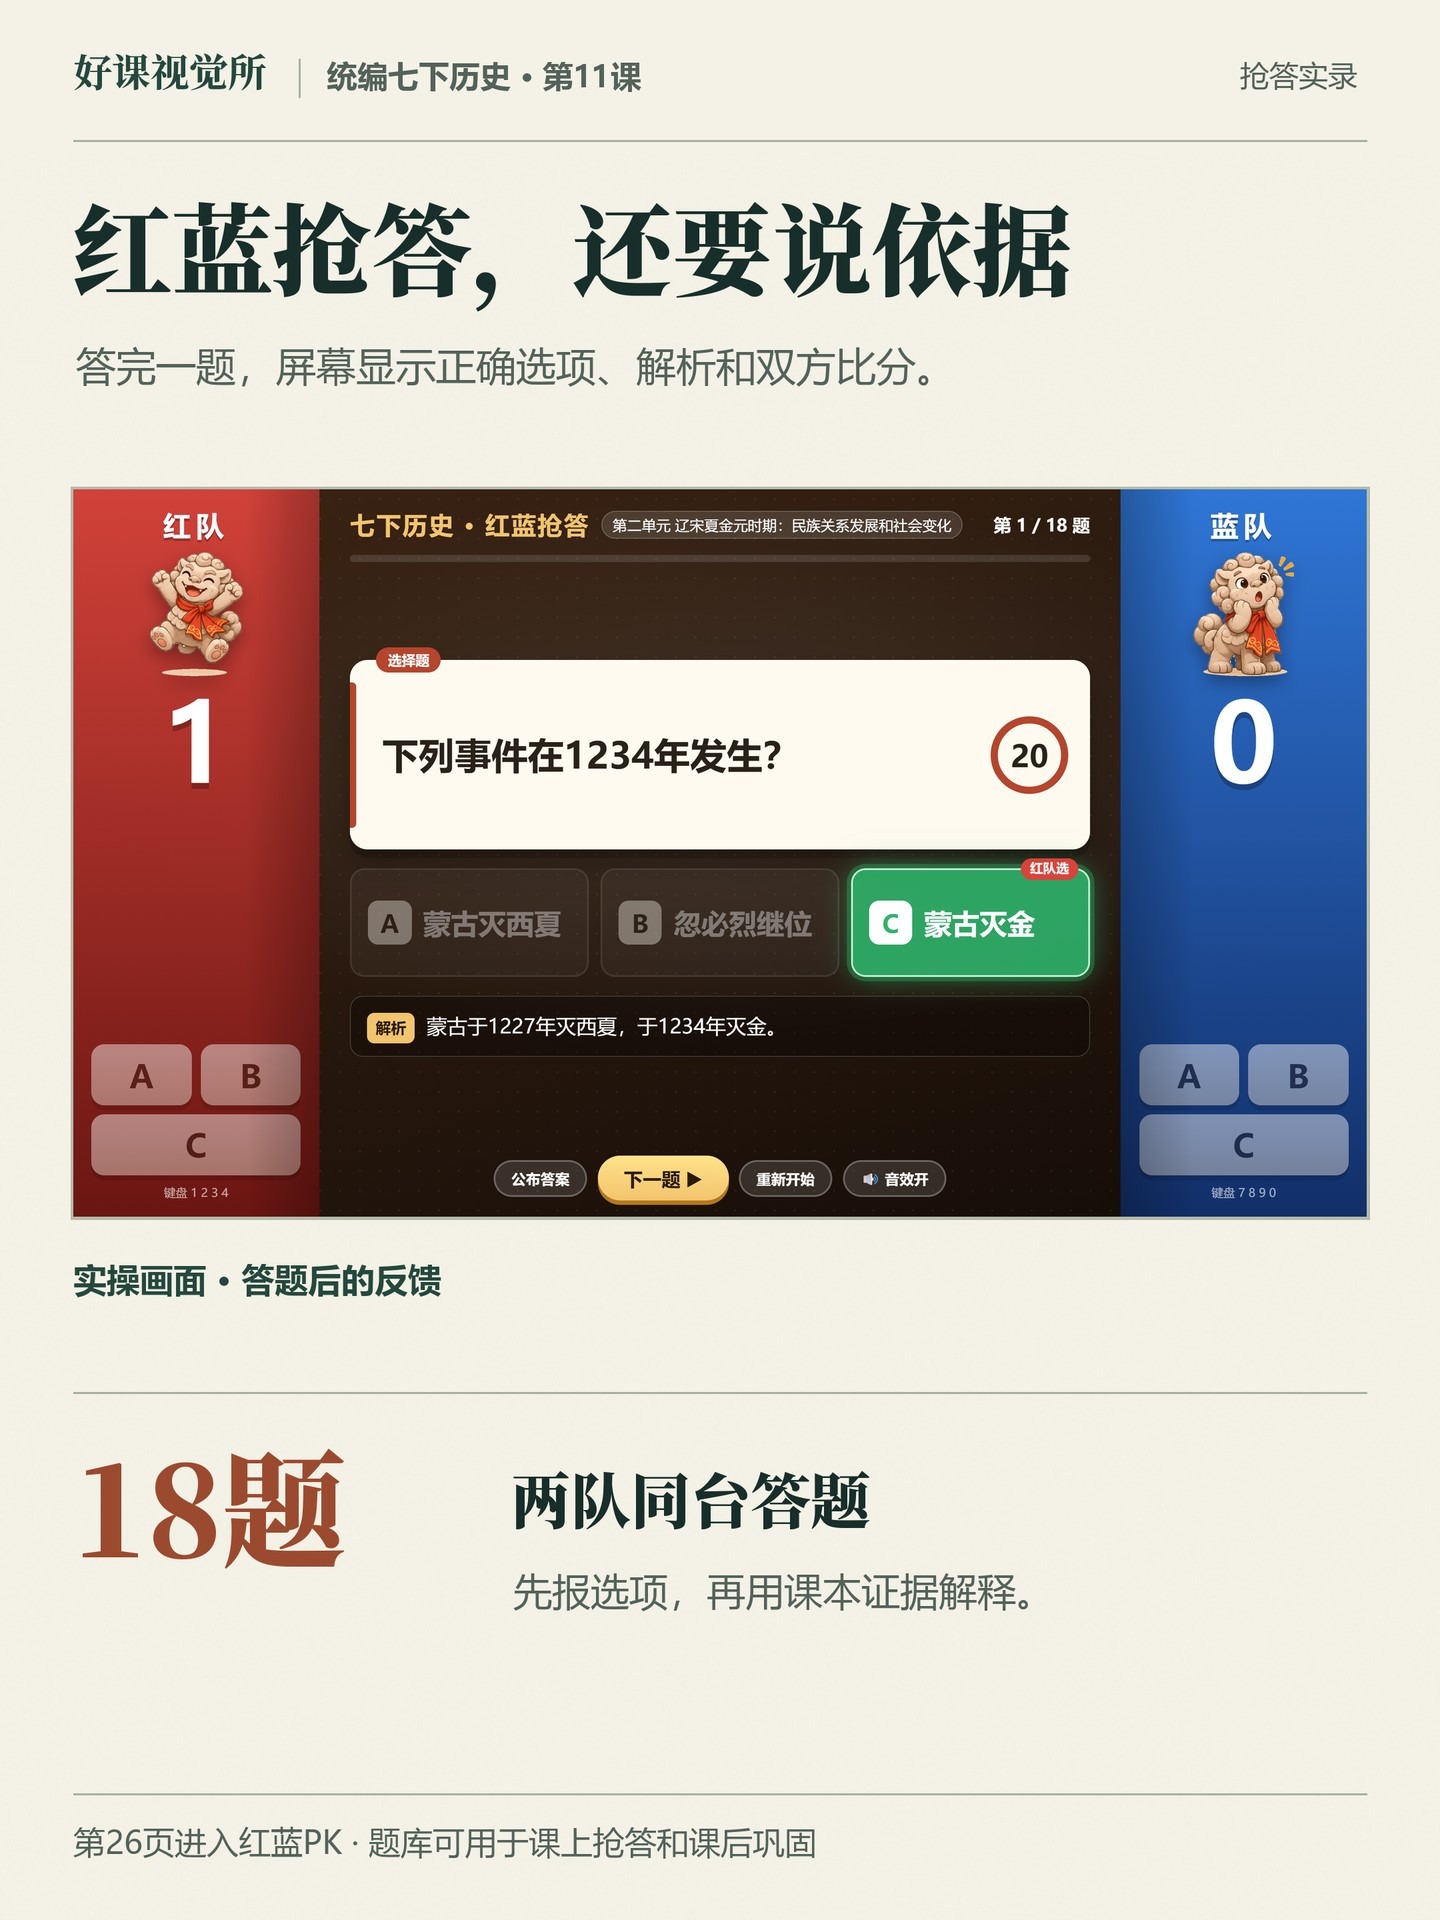 好课视觉所
统编七下历史·第11课
抢答实录
红蓝抢答，还要说依据
答完一题，屏幕显示正确选项、解析和双方比分。
红队
1
A
B
C
键盘 1 2 3 4
七下历史·红蓝抢答
第二单元 辽宋夏金元时期：民族关系发展和社会变化
第 1 / 18 题
选择题
下列事件在1234年发生？
20
A 蒙古灭西夏
B 忽必烈继位
红队选
C 蒙古灭金
解析 蒙古于1227年灭西夏，于1234年灭金。
公布答案
下一题 ▶
重新开始
🔊 音效开
蓝队
0
A
B
C
键盘 7 8 9 0
实操画面·答题后的反馈
18题
两队同台答题
先报选项，再用课本证据解释。
第26页进入红蓝PK · 题库可用于课上抢答和课后巩固